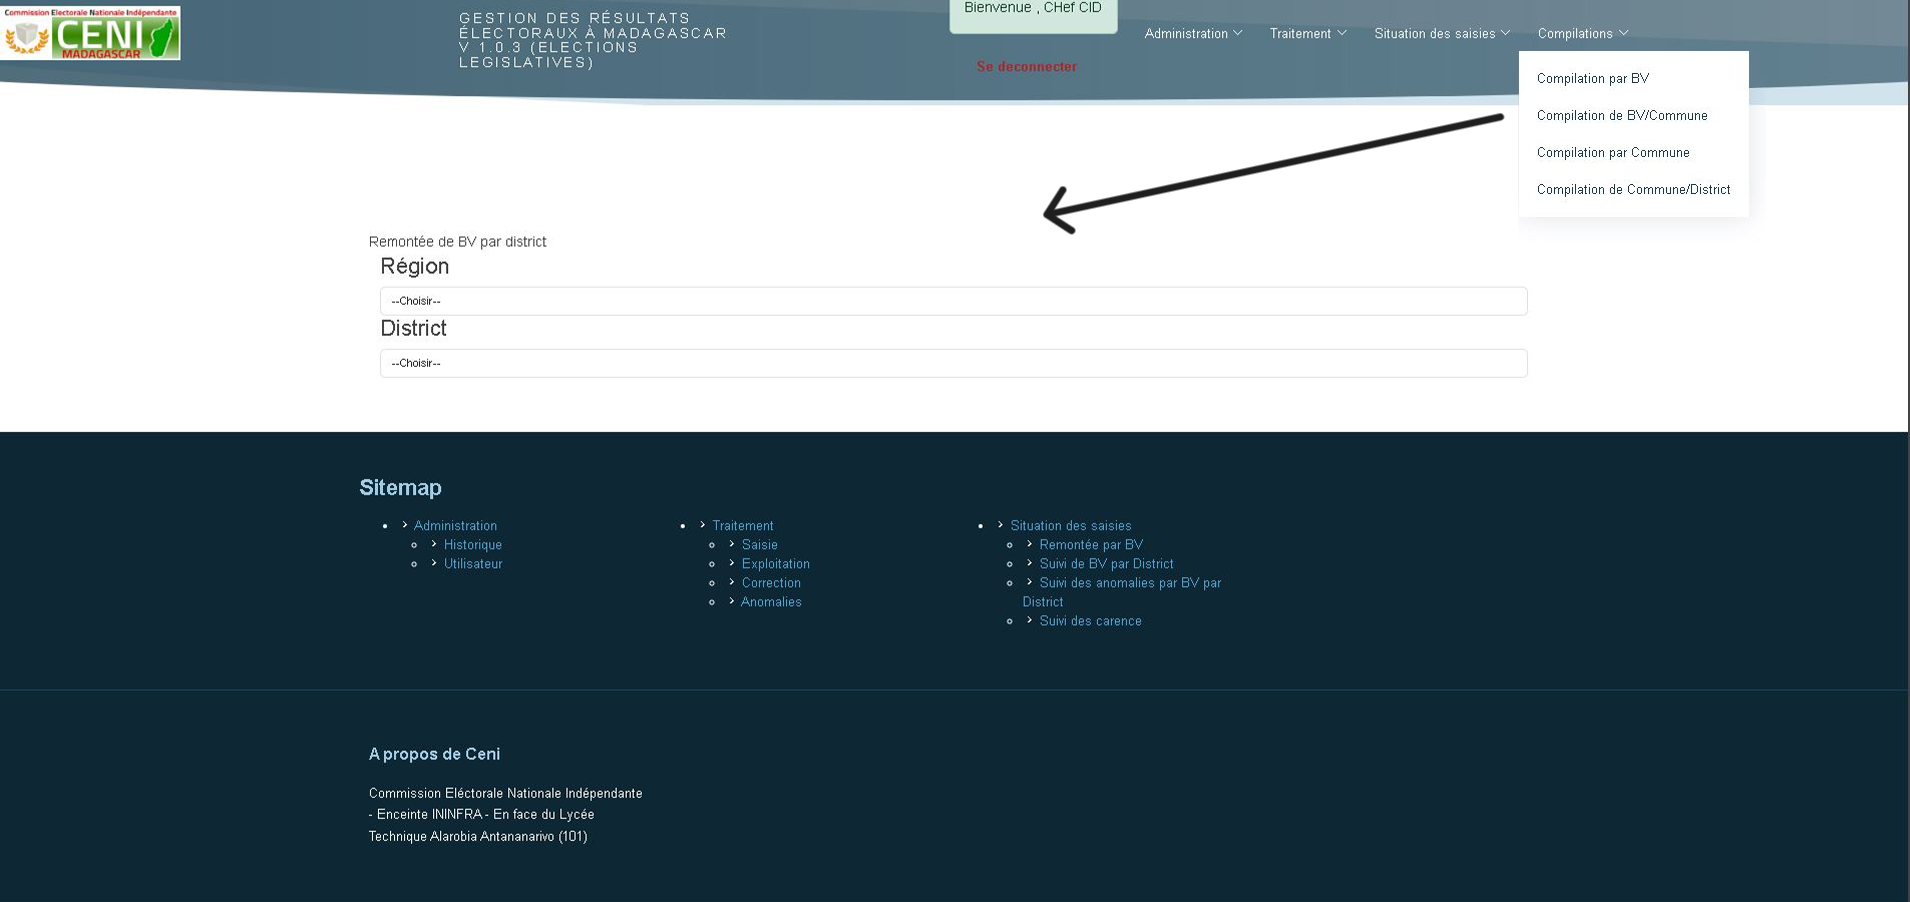 Commission Electorale Nationale Indépendante
CENI
MADAGASCAR
GESTION DES RÉSULTATS
ÉLECTORAUX À MADAGASCAR
V 1.0.3 (ELECTIONS
LEGISLATIVES)
Bienvenue , CHef CID
Se deconnecter
Administration
Traitement
Situation des saisies
Compilations
Compilation par BV
Compilation de BV/Commune
Compilation par Commune
Compilation de Commune/District
Remontée de BV par district
Région
--Choisir--
District
--Choisir--
Sitemap
Administration
Historique
Utilisateur
Traitement
Saisie
Exploitation
Correction
Anomalies
Situation des saisies
Remontée par BV
Suivi de BV par District
Suivi des anomalies par BV par
District
Suivi des carence
A propos de Ceni
Commission Eléctorale Nationale Indépendante
- Enceinte ININFRA - En face du Lycée
Technique Alarobia Antananarivo (101)